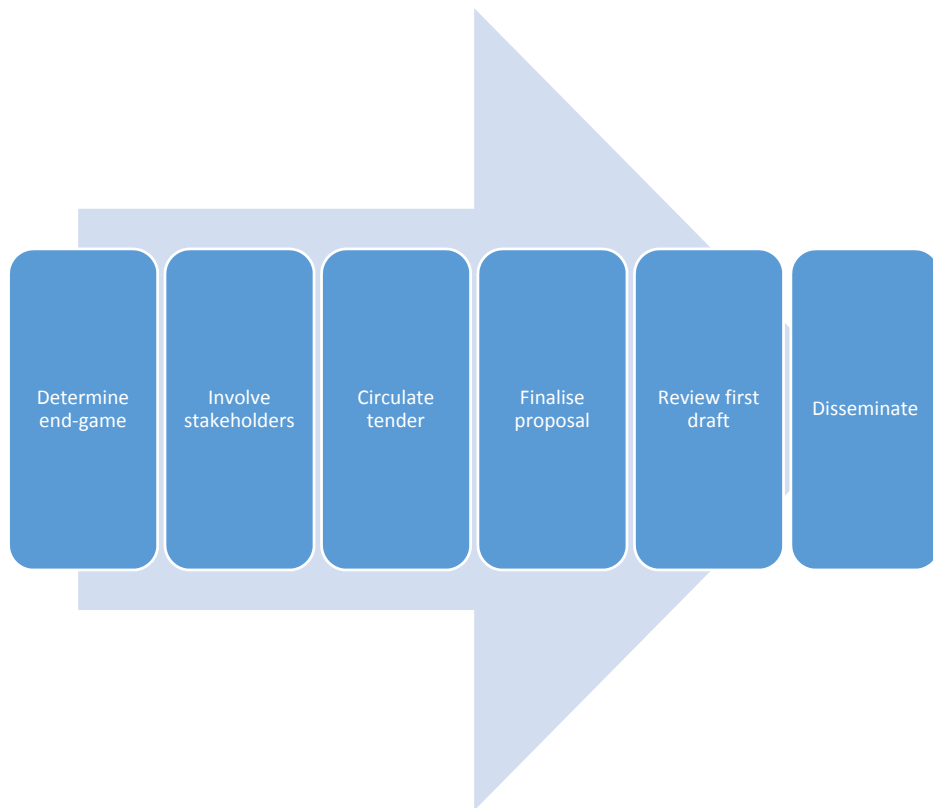 Determine
end-game
Involve
stakeholders
Circulate
tender
Finalise
proposal
Review first
draft
Disseminate